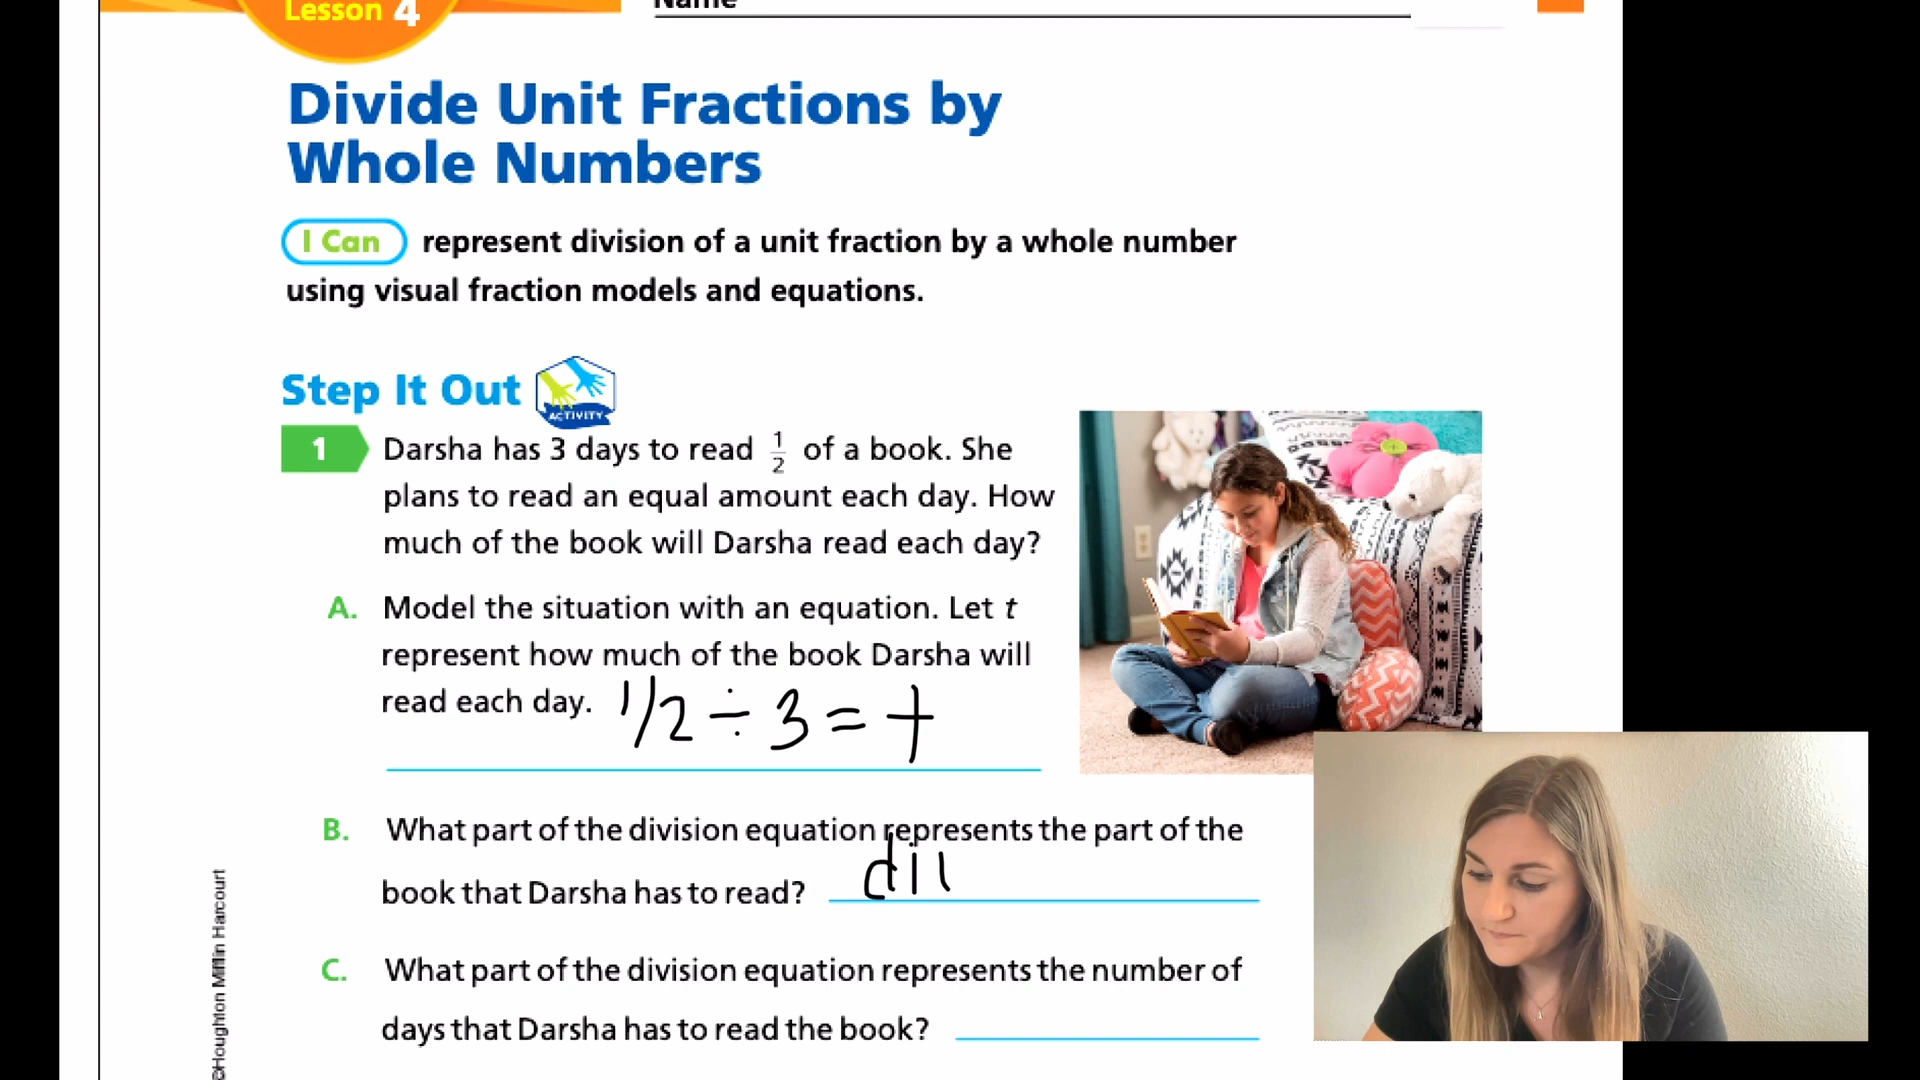 Lesson 4
Name
Divide Unit Fractions by
Whole Numbers
I Can represent division of a unit fraction by a whole number
using visual fraction models and equations.
Step It Out
ACTIVITY
1 Darsha has 3 days to read 1/2 of a book. She
plans to read an equal amount each day. How
much of the book will Darsha read each day?
A. Model the situation with an equation. Let t
represent how much of the book Darsha will
read each day. 1/2 ÷ 3 = t
B. What part of the division equation represents the part of the
book that Darsha has to read? div
C. What part of the division equation represents the number of
days that Darsha has to read the book?
©Houghton Mifflin Harcourt